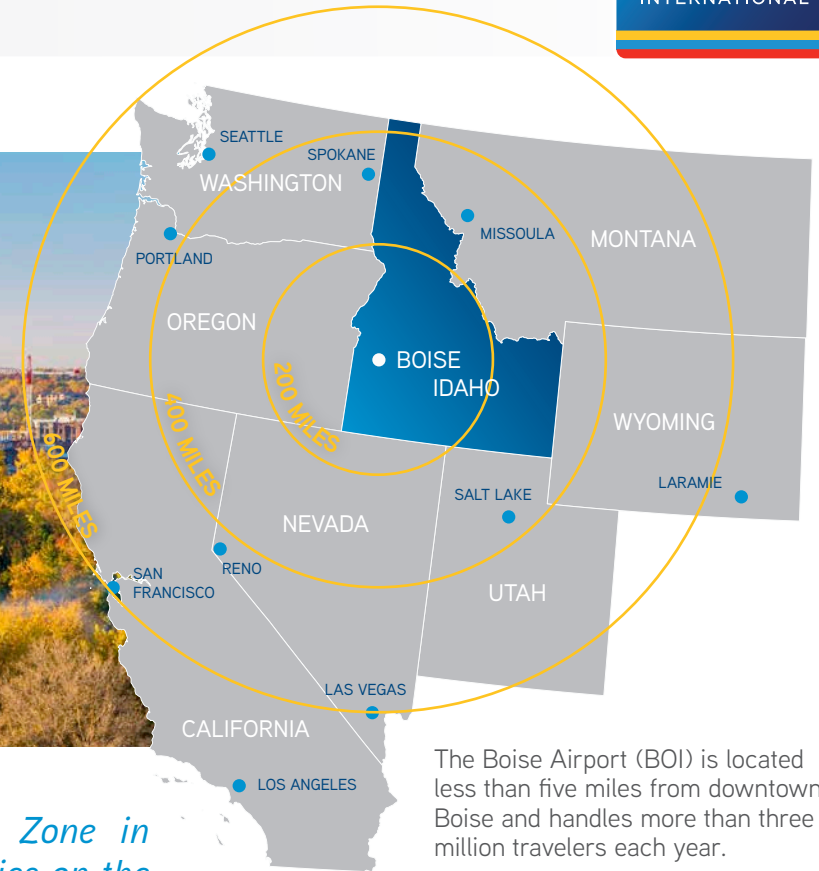 INTERNATIONAL
SEATTLE
SPOKANE
WASHINGTON
MISSOULA
MONTANA
PORTLAND
OREGON
BOISE
IDAHO
200 MILES
400 MILES
600 MILES
WYOMING
LARAMIE
SALT LAKE
NEVADA
RENO
SAN
FRANCISCO
UTAH
LAS VEGAS
CALIFORNIA
LOS ANGELES
The Boise Airport (BOI) is located
less than five miles from downtown
Boise and handles more than three
million travelers each year.
Zone in
on the